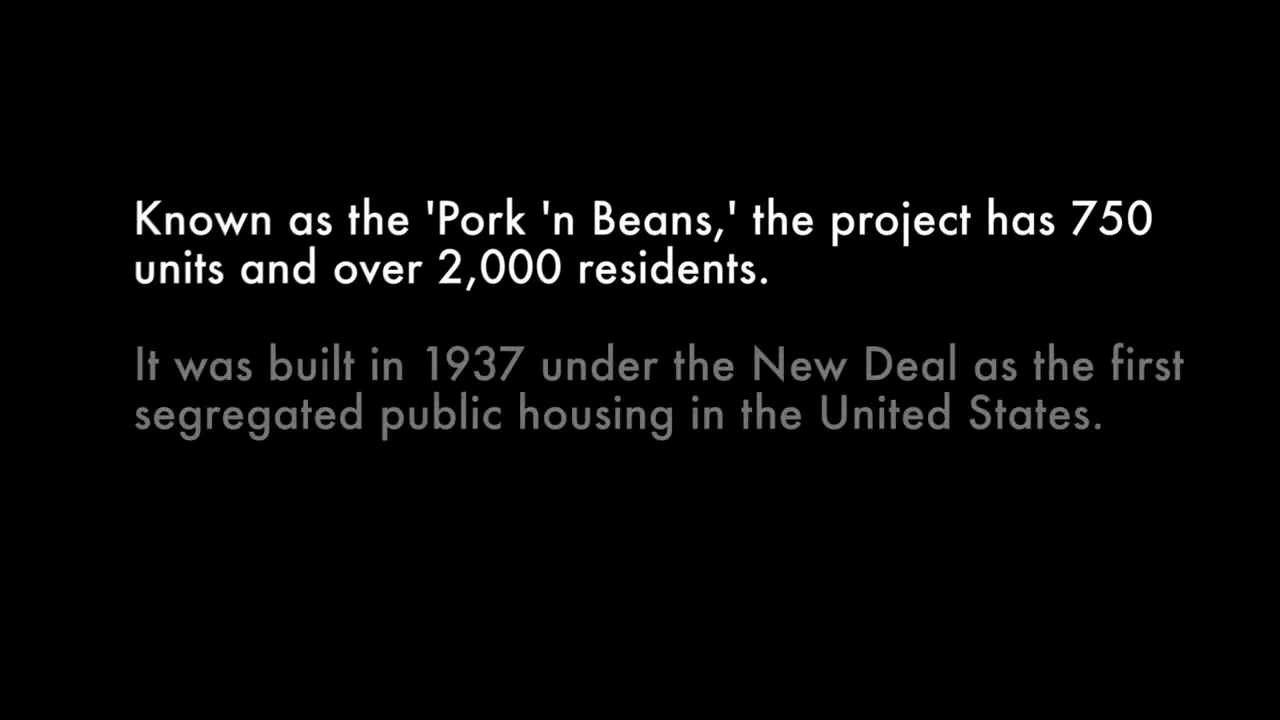 Known as the 'Pork 'n Beans,' the project has 750
units and over 2,000 residents.
It was built in 1937 under the New Deal as the first
segregated public housing in the United States.